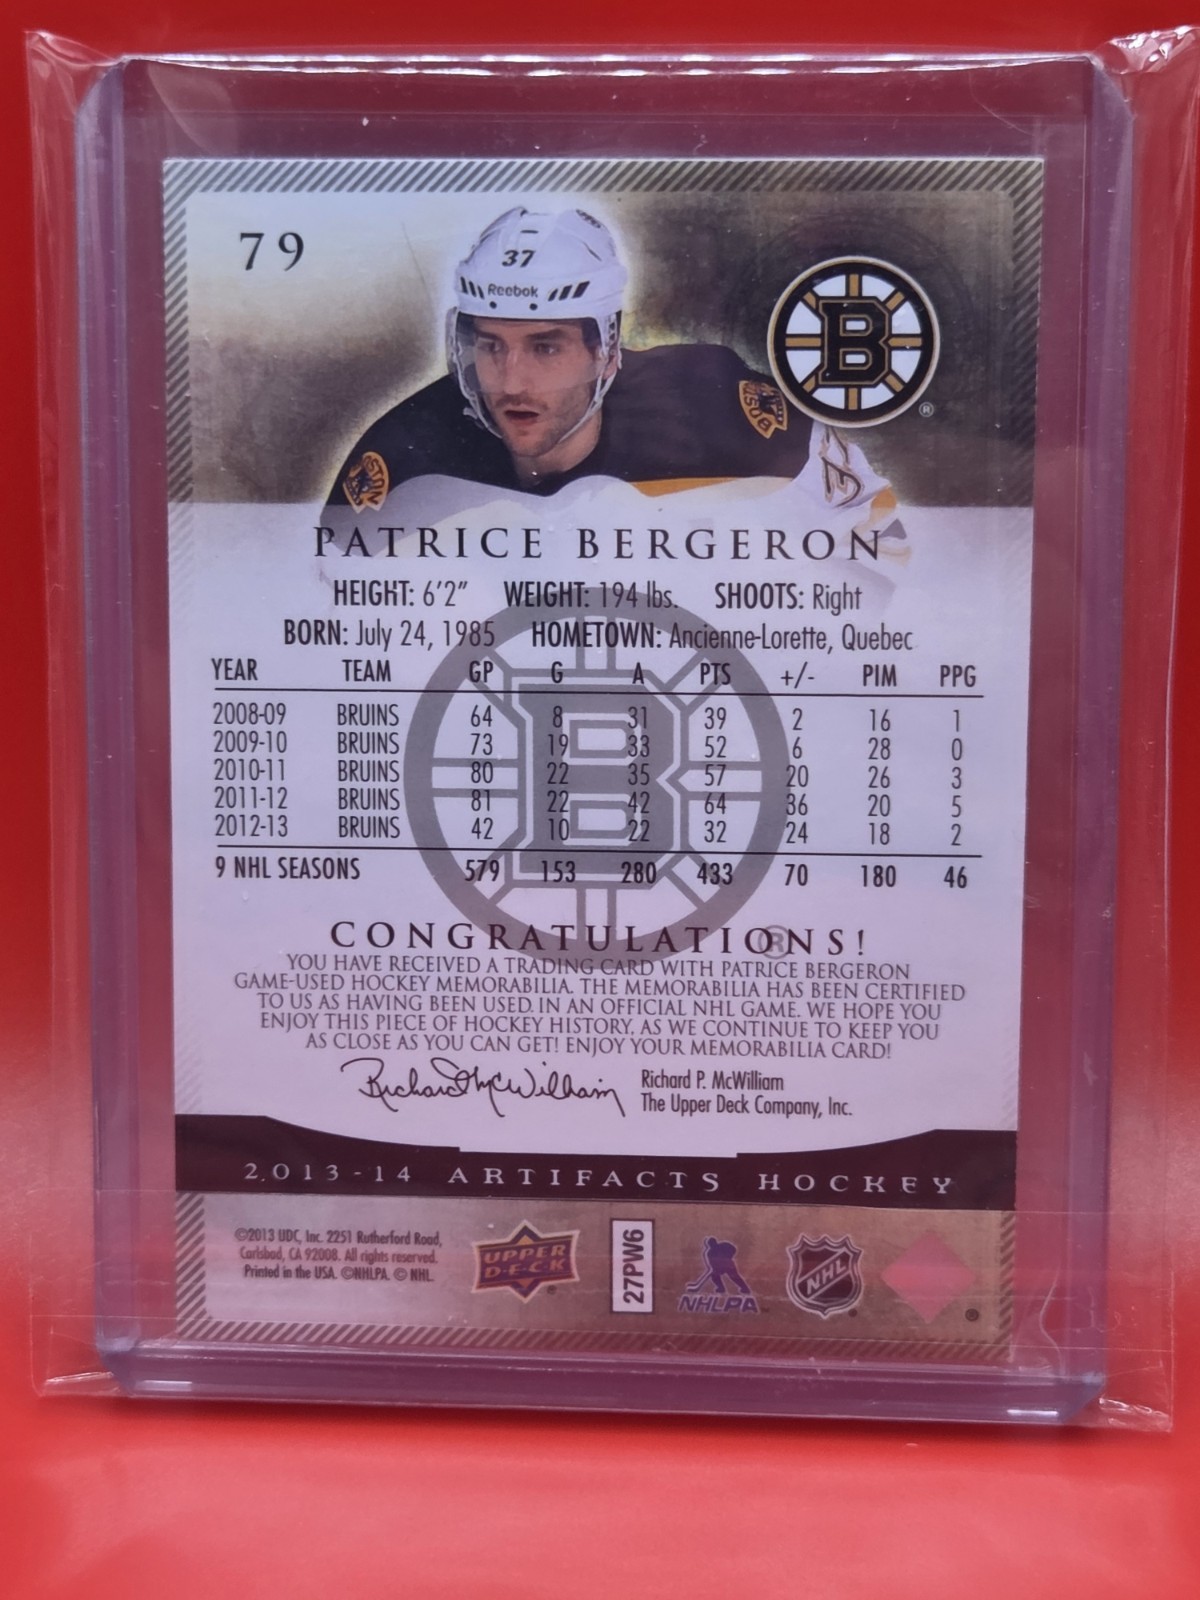 79
37
Reebok
B
®
PATRICE BERGERON
HEIGHT: 6'2" WEIGHT: 194 lbs. SHOOTS: Right
BORN: July 24, 1985 HOMETOWN: Ancienne-Lorette, Quebec
YEAR TEAM GP G A PTS +/- PIM PPG
2008-09 BRUINS 64 8 31 39 2 16 1
2009-10 BRUINS 73 19 33 52 6 28 0
2010-11 BRUINS 80 22 35 57 20 26 3
2011-12 BRUINS 81 22 42 64 36 20 5
2012-13 BRUINS 42 10 22 32 24 18 2
9 NHL SEASONS 579 153 280 433 70 180 46
CONGRATULATIONS!
YOU HAVE RECEIVED A TRADING CARD WITH PATRICE BERGERON
GAME-USED HOCKEY MEMORABILIA. THE MEMORABILIA HAS BEEN CERTIFIED
TO US AS HAVING BEEN USED IN AN OFFICIAL NHL GAME. WE HOPE YOU
ENJOY THIS PIECE OF HOCKEY HISTORY, AS WE CONTINUE TO KEEP YOU
AS CLOSE AS YOU CAN GET! ENJOY YOUR MEMORABILIA CARD!
Richard McWilliam
Richard P. McWilliam
The Upper Deck Company, Inc.
2013-14 ARTIFACTS HOCKEY
©2013 UDC, Inc. 2251 Rutherford Road,
Carlsbad, CA 92008. All rights reserved.
Printed in the USA. ©NHLPA. © NHL.
UPPER DECK
27PW6
NHLPA
NHL